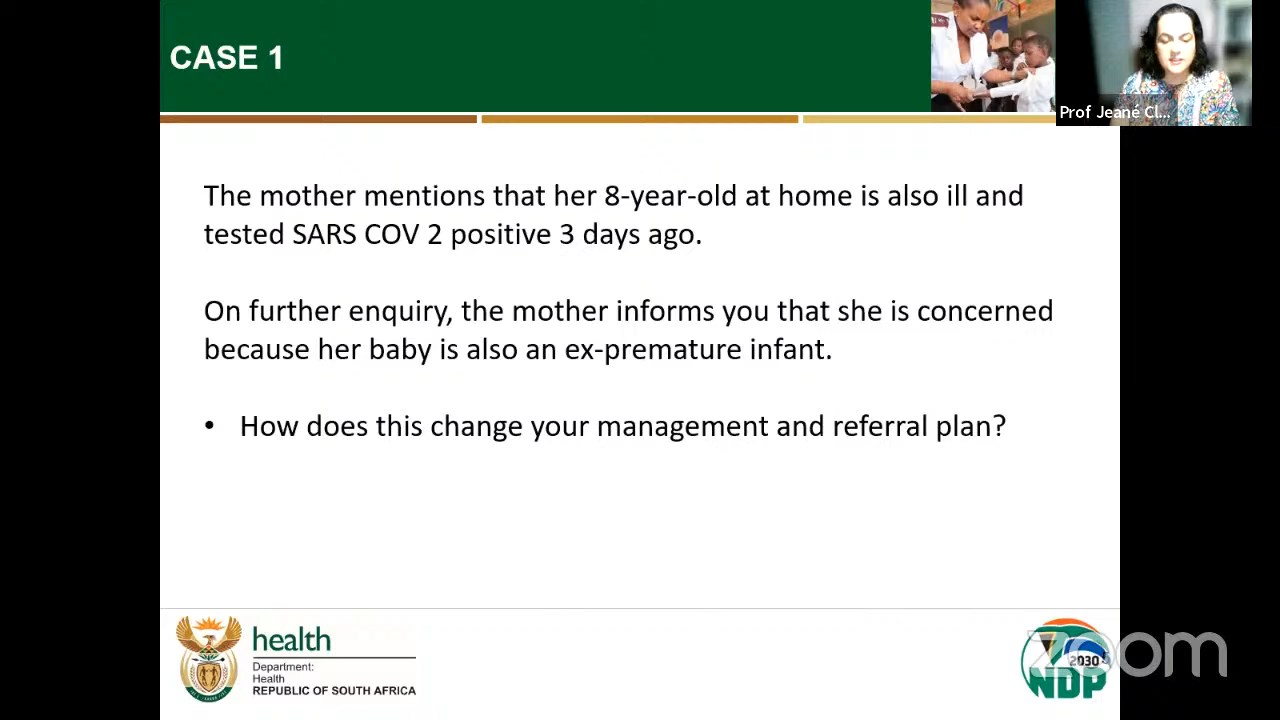 CASE 1
Prof Jeané Cl...
The mother mentions that her 8-year-old at home is also ill and
tested SARS COV 2 positive 3 days ago.
On further enquiry, the mother informs you that she is concerned
because her baby is also an ex-premature infant.
• How does this change your management and referral plan?
health
Department:
Health
REPUBLIC OF SOUTH AFRICA
2030
NDP
zoom